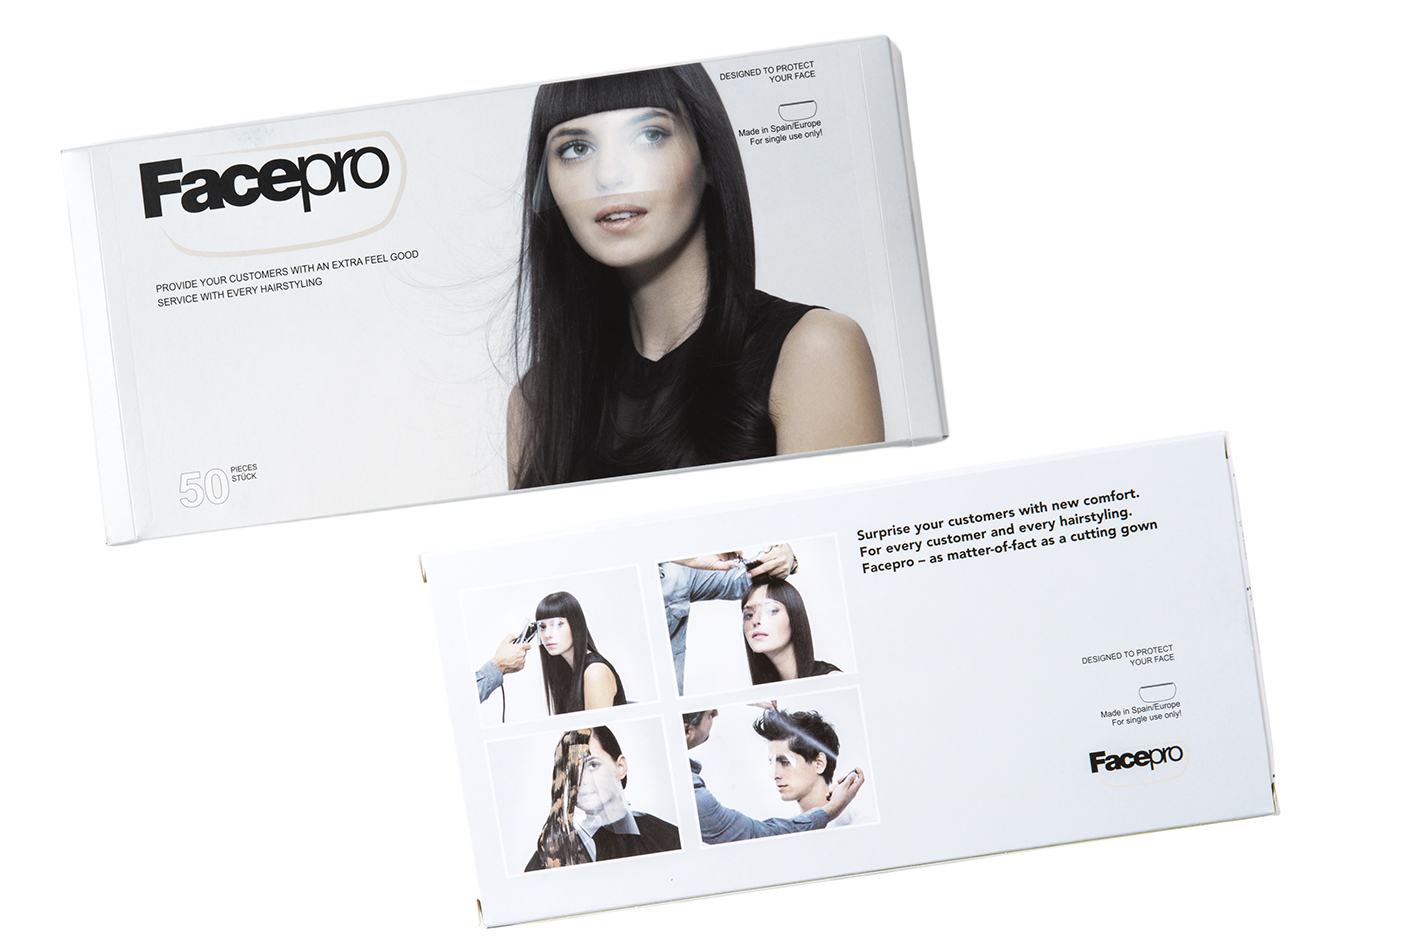 Facepro
PROVIDE YOUR CUSTOMERS WITH AN EXTRA FEEL GOOD
SERVICE WITH EVERY HAIRSTYLING
50
PIECES
STÜCK
DESIGNED TO PROTECT
YOUR FACE
Made in Spain/Europe
For single use only!
Surprise your customers with new comfort.
For every customer and every hairstyling.
Facepro – as matter-of-fact as a cutting gown
DESIGNED TO PROTECT
YOUR FACE
Made in Spain/Europe
For single use only!
Facepro